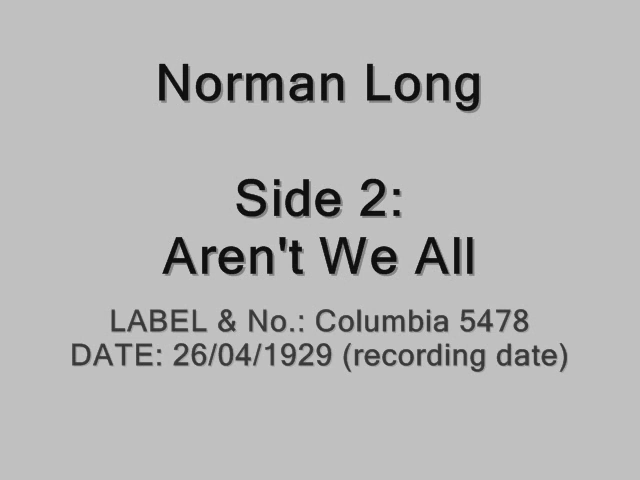 Norman Long
Side 2:
Aren't We All
LABEL & No.: Columbia 5478
DATE: 26/04/1929 (recording date)